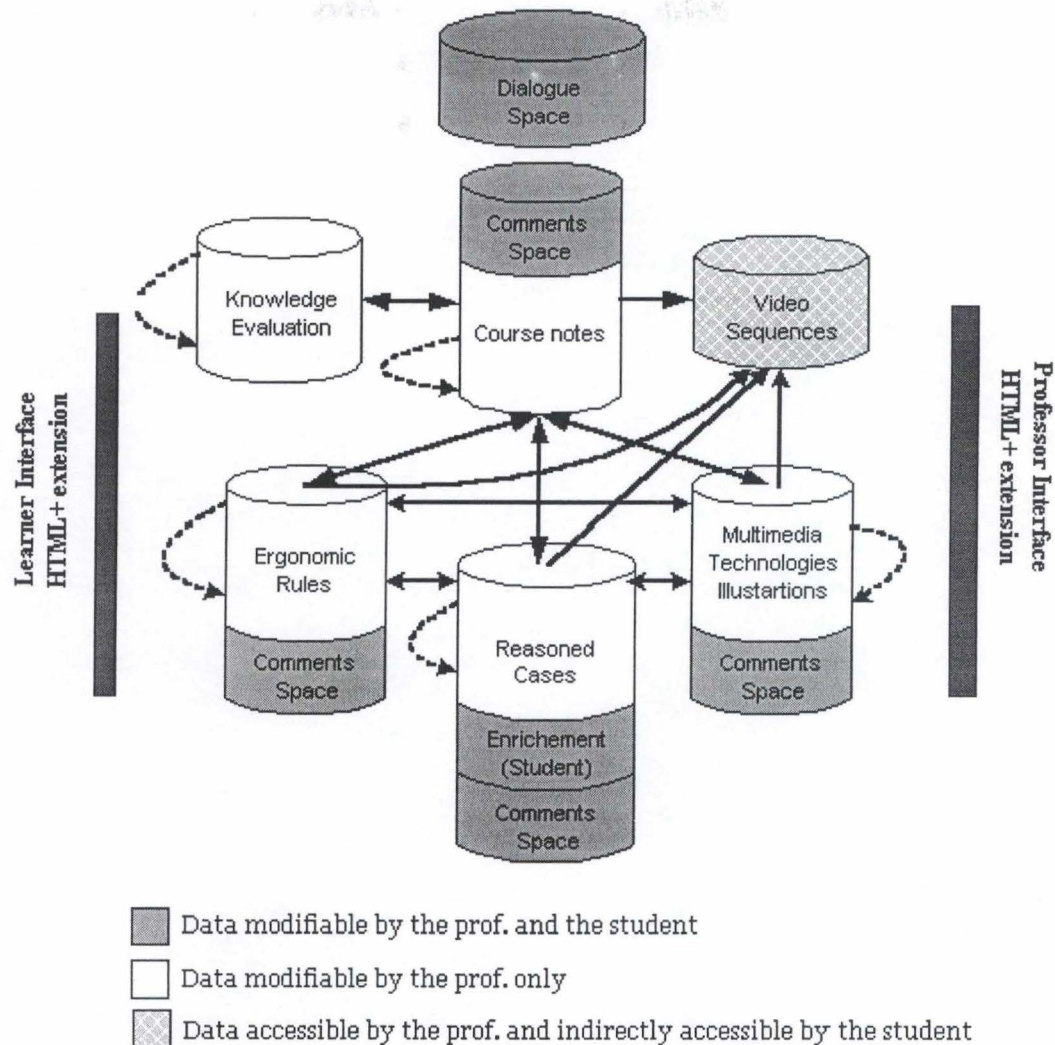 Dialogue
Space
Comments
Space
Course notes
Knowledge
Evaluation
Video
Sequences
Learner Interface
HTML+ extension
Professor Interface
HTML+ extension
Ergonomic
Rules
Comments
Space
Reasoned
Cases
Enrichement
(Student)
Comments
Space
Multimedia
Technologies
Illustartions
Comments
Space
Data modifiable by the prof. and the student
Data modifiable by the prof. only
Data accessible by the prof. and indirectly accessible by the student